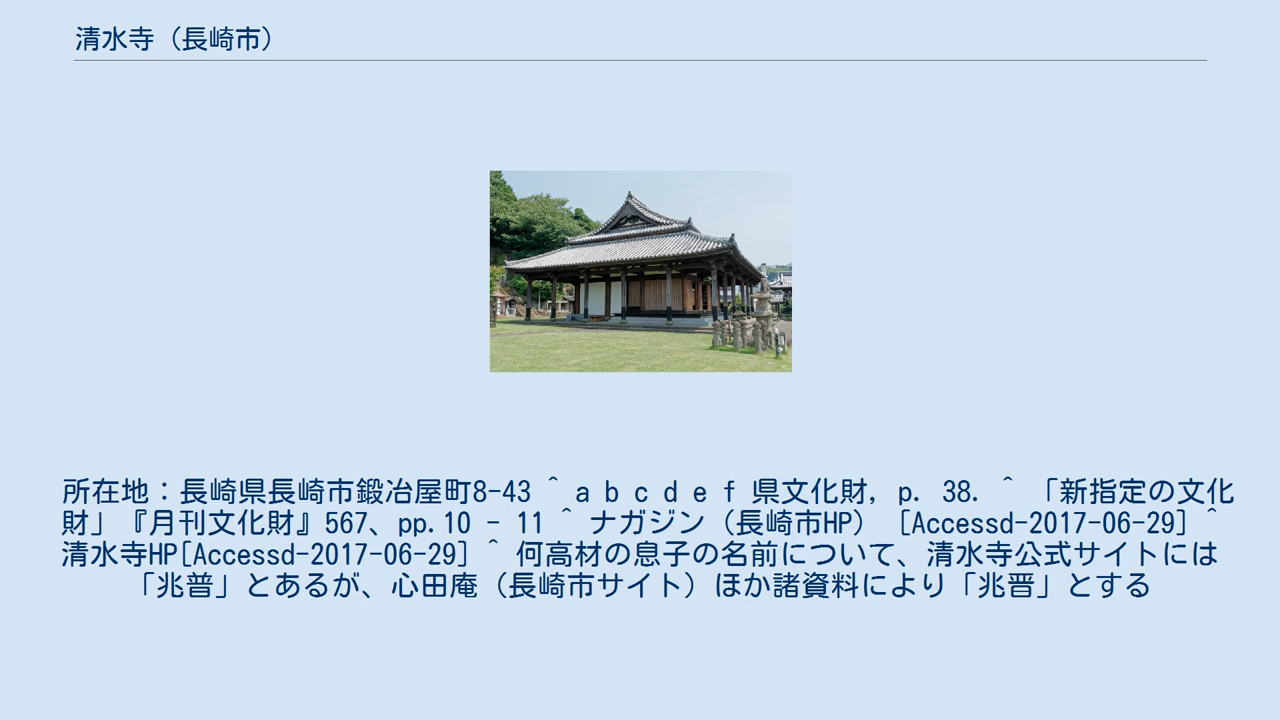 清水寺（長崎市）
所在地：長崎県長崎市鍛冶屋町8-43 ^ a b c d e f 県文化財, p. 38. ^ 「新指定の文化
財」『月刊文化財』567、pp.10 - 11 ^ ナガジン（長崎市HP） [Accessd-2017-06-29] ^
清水寺HP[Accessd-2017-06-29] ^ 何高材の息子の名前について、清水寺公式サイトには
「兆普」とあるが、心田庵（長崎市サイト）ほか諸資料により「兆晋」とする